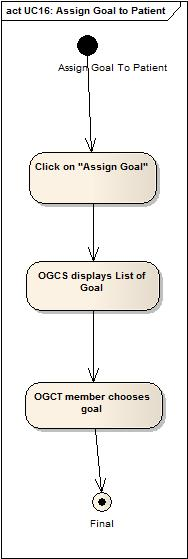 act UC16: Assign Goal to Patient
Assign Goal To Patient
Click on "Assign Goal"
OGCS displays List of
Goal
OGCT member chooses
goal
Final